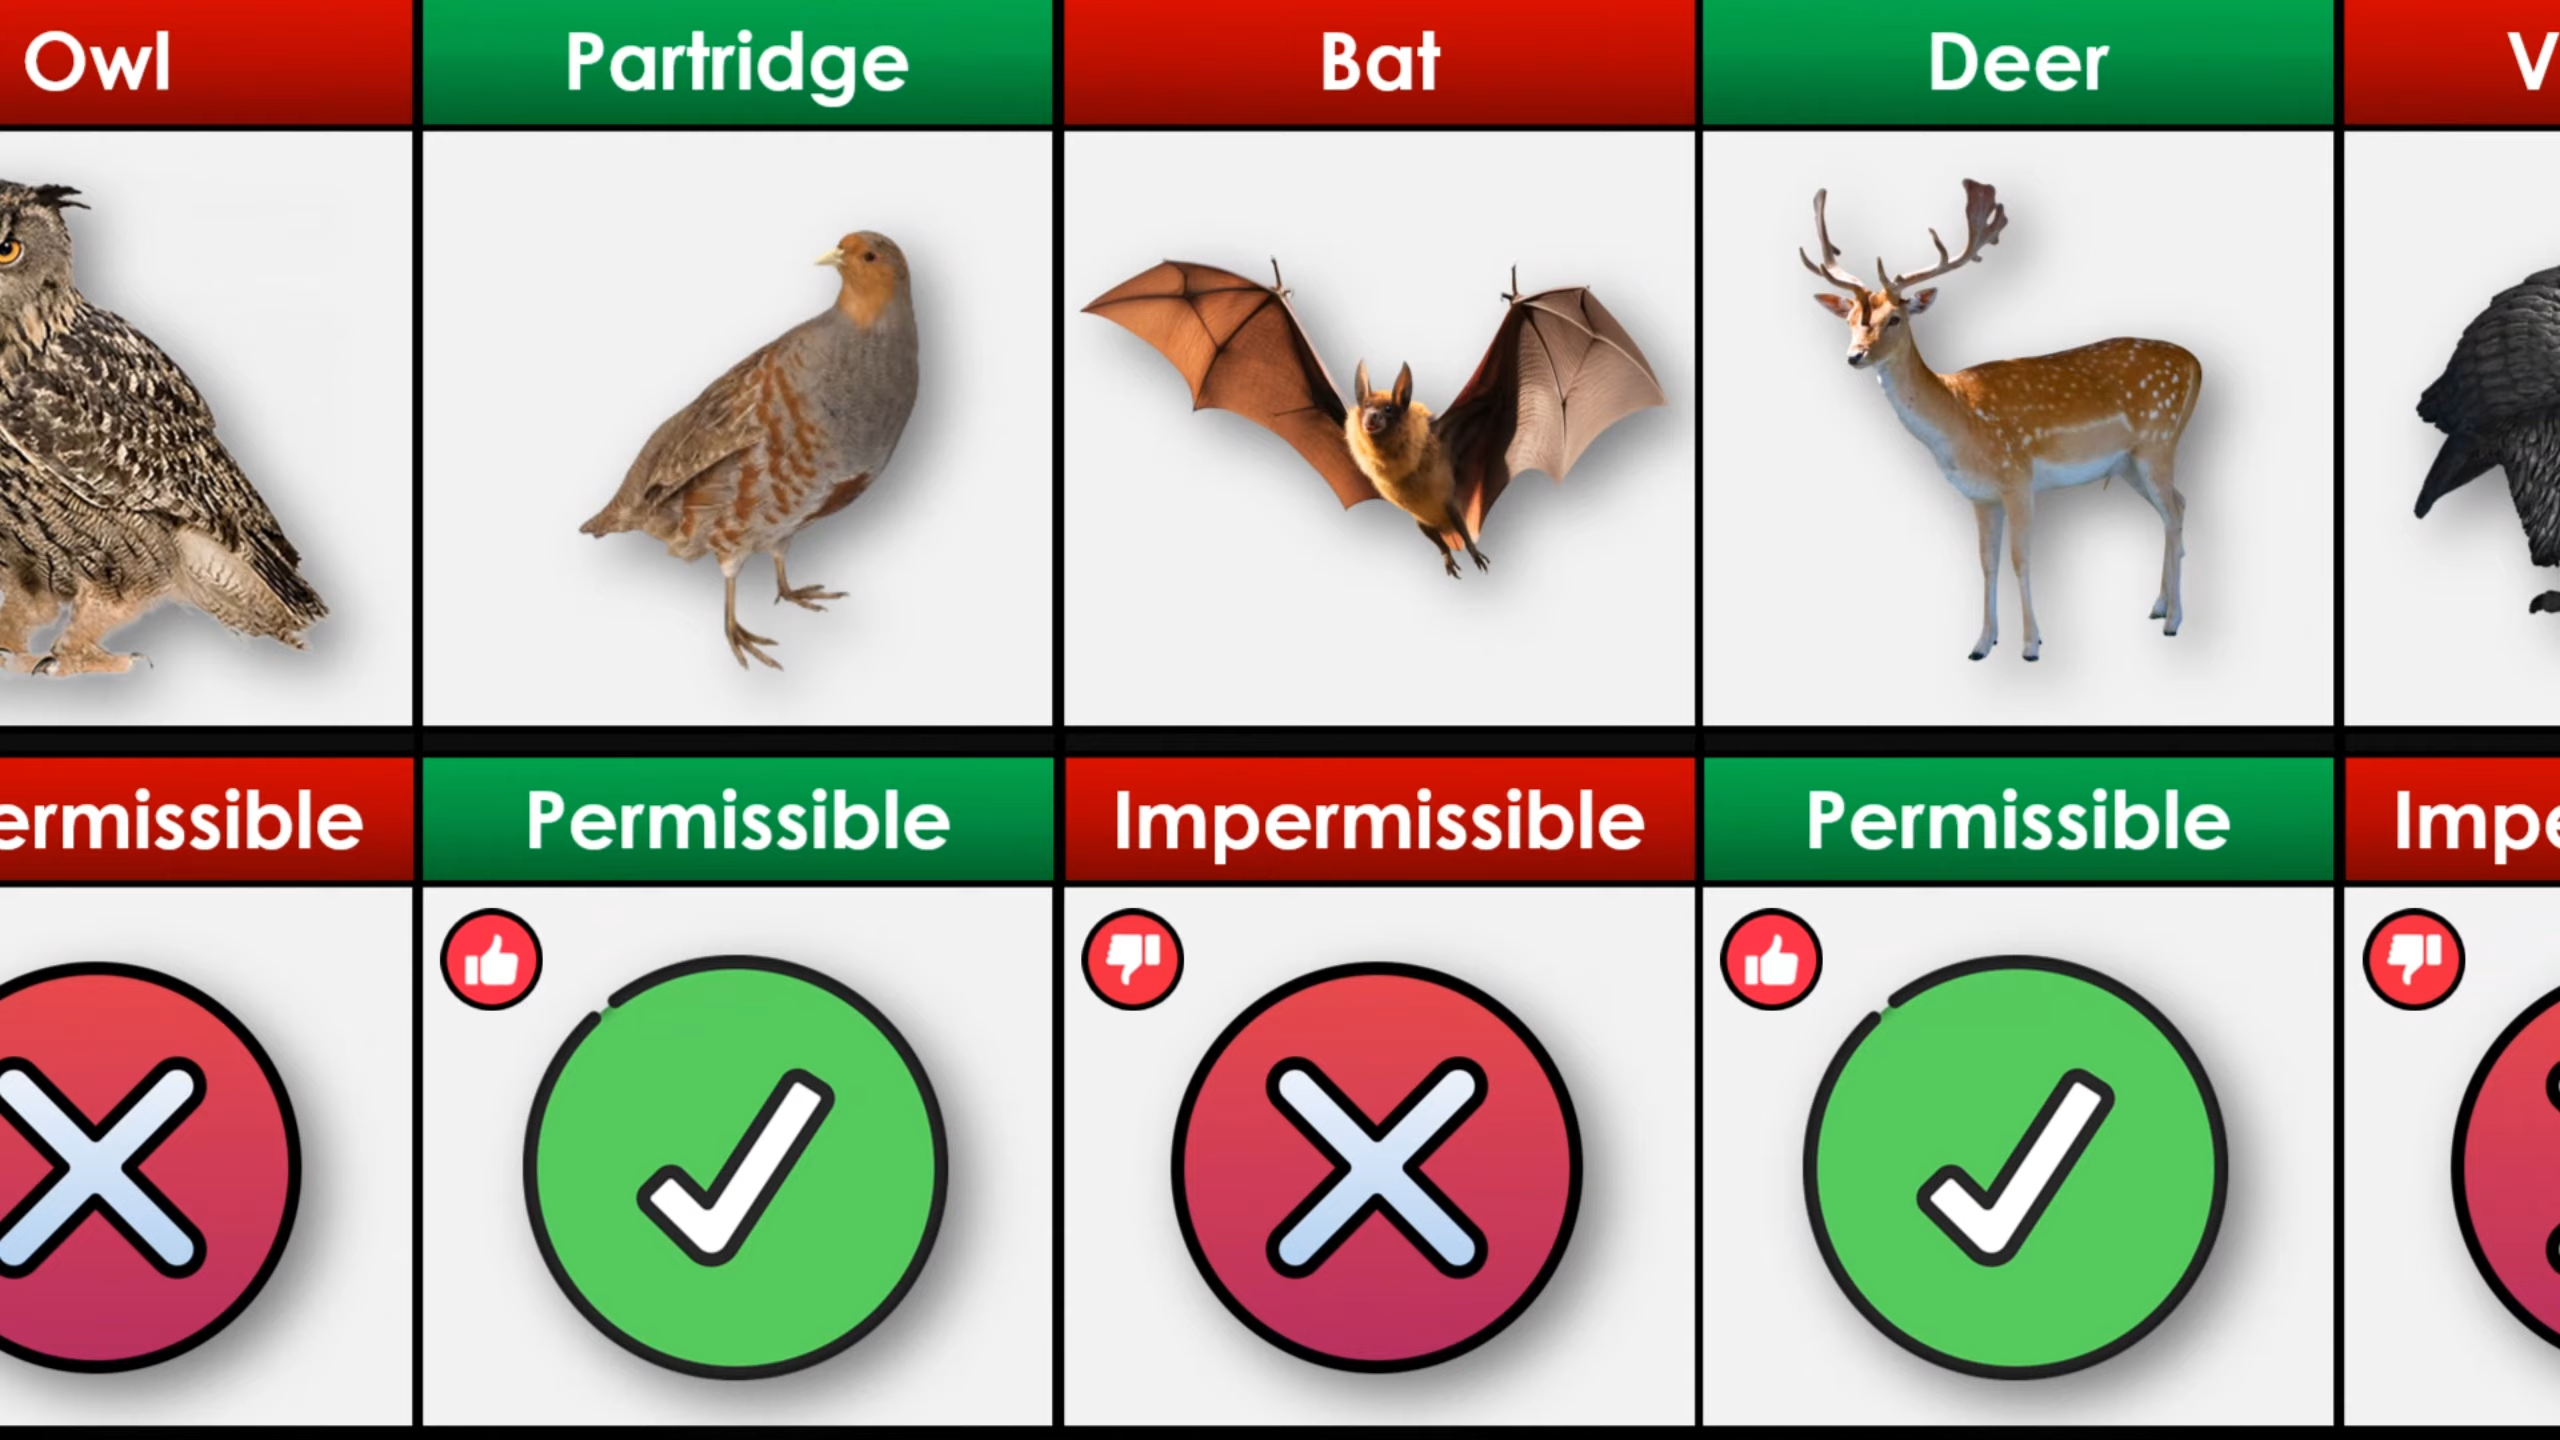 Owl
Partridge
Bat
Deer
Permissible
Impermissible
Permissible